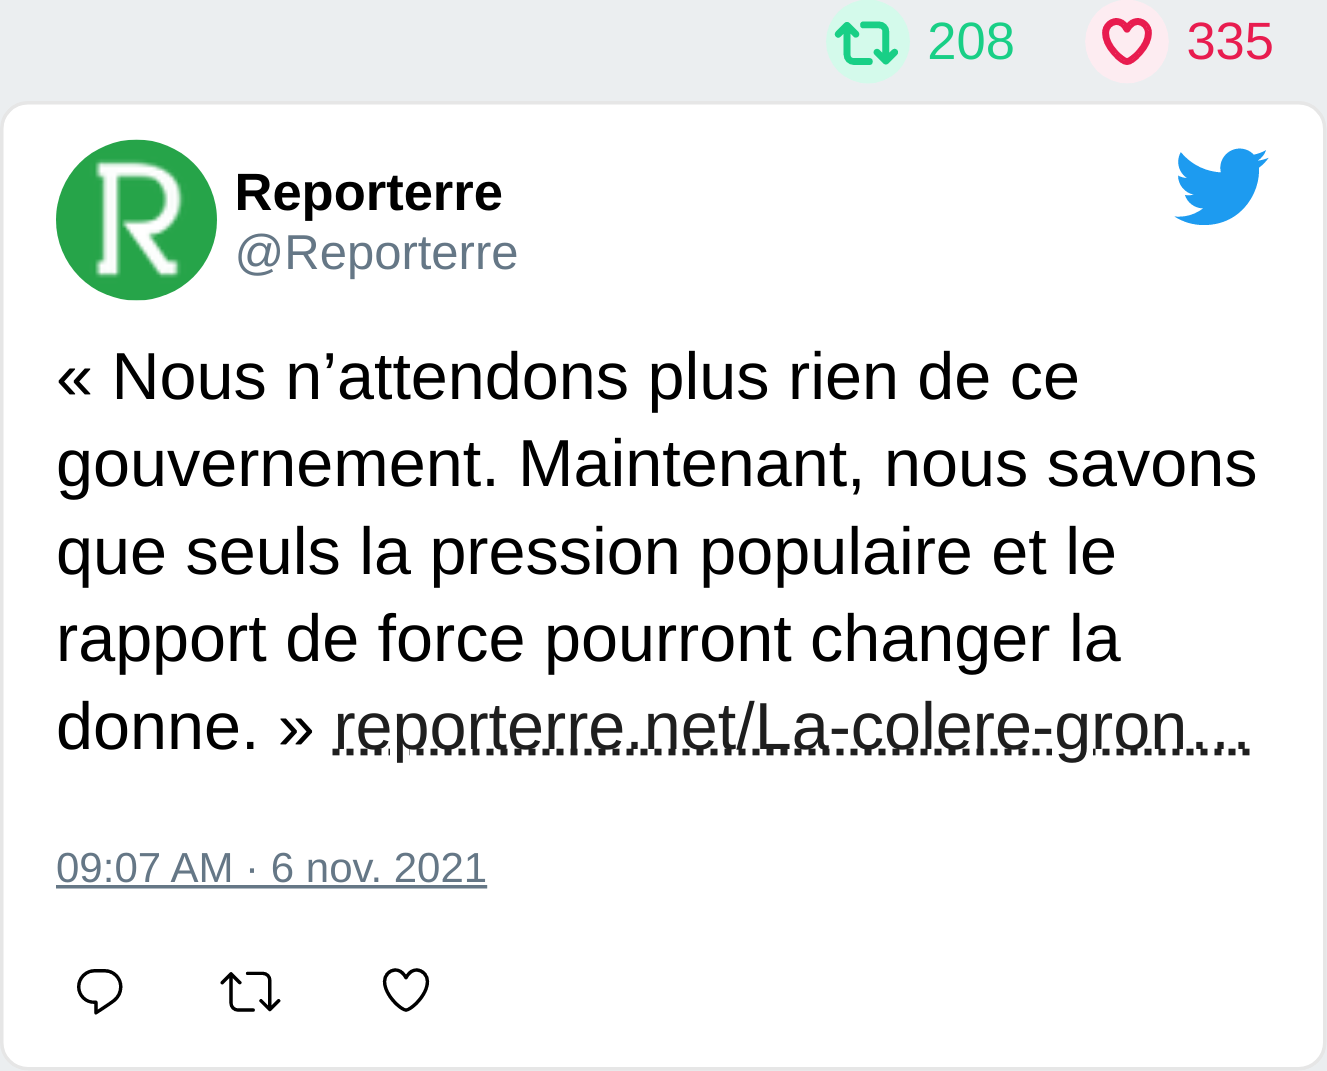 208 335
R
Reporterre
@Reporterre
« Nous n’attendons plus rien de ce
gouvernement. Maintenant, nous savons
que seuls la pression populaire et le
rapport de force pourront changer la
donne. » reporterre.net/La-colere-gron…
09:07 AM · 6 nov. 2021